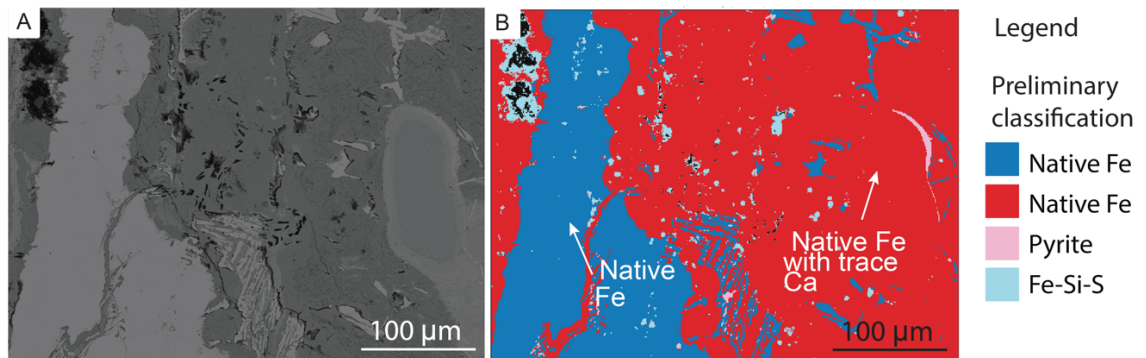 A
100 µm
B
Native
Fe
Native Fe
with trace
Ca
100 µm
Legend
Preliminary
classification
Native Fe
Native Fe
Pyrite
Fe-Si-S